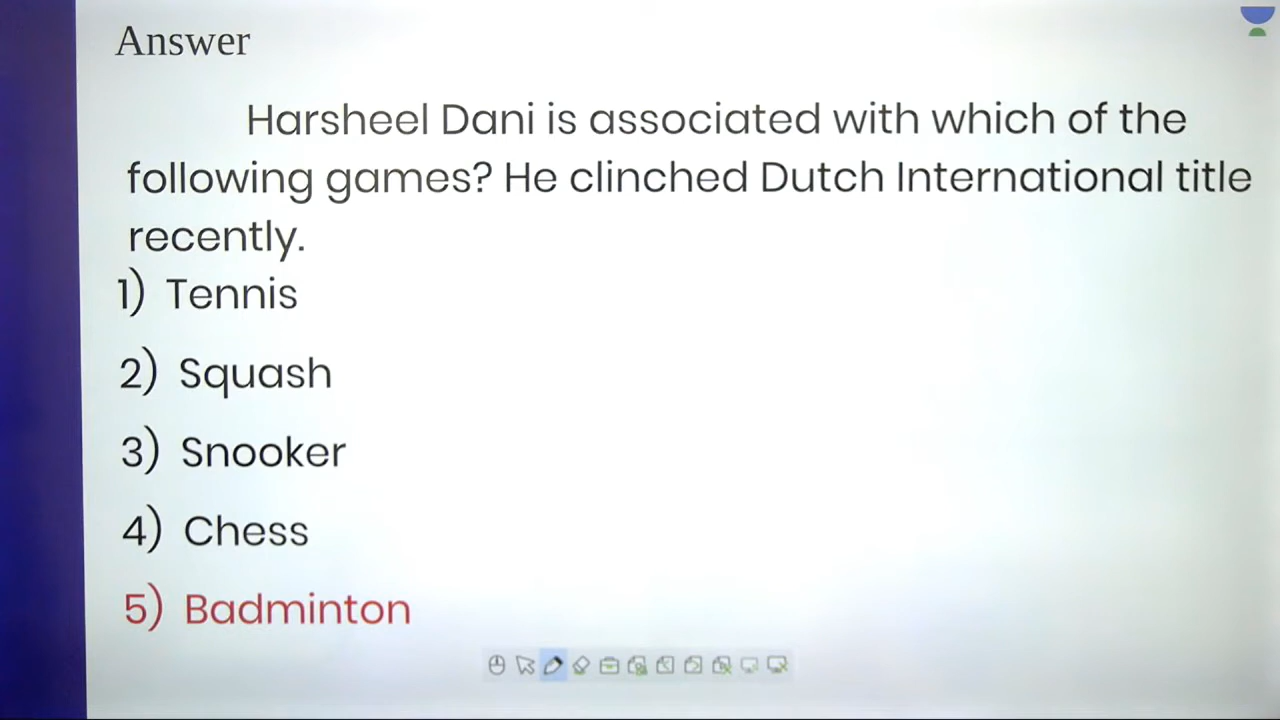 Answer
Harsheel Dani is associated with which of the
following games? He clinched Dutch International title
recently.
1) Tennis
2) Squash
3) Snooker
4) Chess
5) Badminton